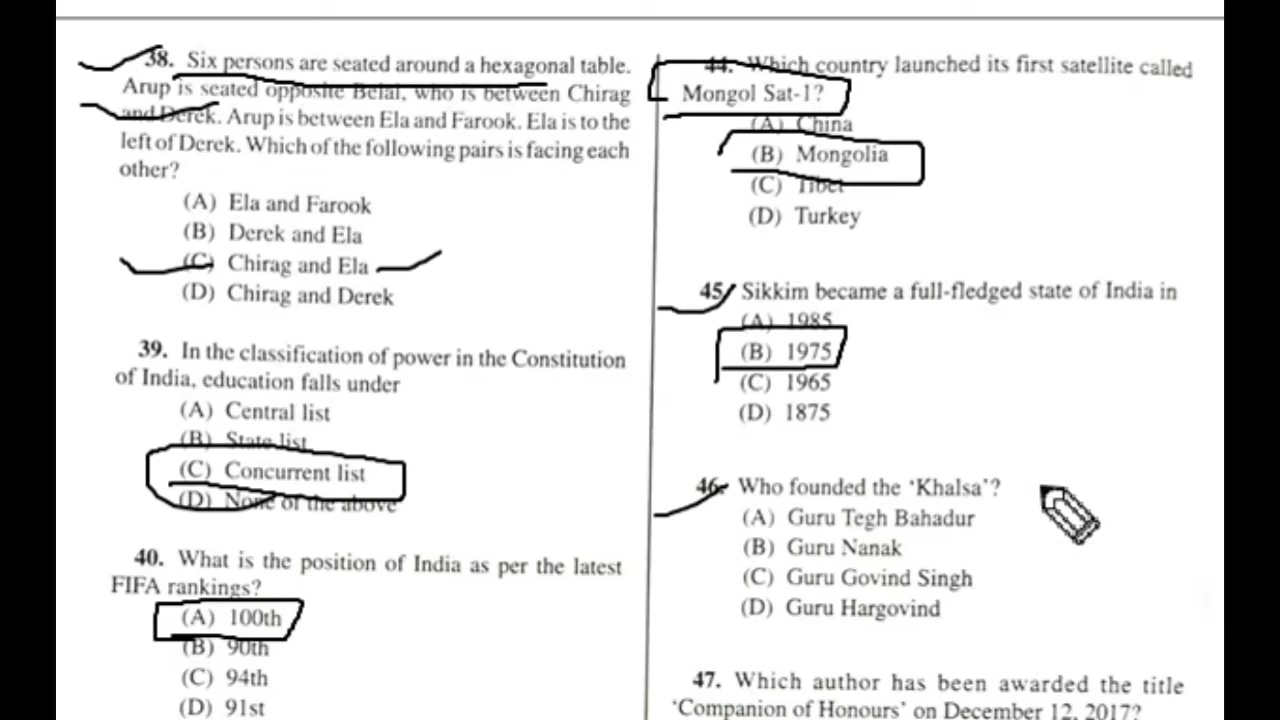 38. Six persons are seated around a hexagonal table.
Arup is seated opposite Belal, who is between Chirag
and Derek. Arup is between Ela and Farook. Ela is to the
left of Derek. Which of the following pairs is facing each
other?
(A) Ela and Farook
(B) Derek and Ela
(C) Chirag and Ela
(D) Chirag and Derek
39. In the classification of power in the Constitution
of India, education falls under
(A) Central list
(B) State list
(C) Concurrent list
(D) None of the above
40. What is the position of India as per the latest
FIFA rankings?
(A) 100th
(B) 90th
(C) 94th
(D) 91st
44. Which country launched its first satellite called
Mongol Sat-1?
(A) China
(B) Mongolia
(C) Tibet
(D) Turkey
45. Sikkim became a full-fledged state of India in
(A) 1985
(B) 1975
(C) 1965
(D) 1875
46. Who founded the ‘Khalsa’?
(A) Guru Tegh Bahadur
(B) Guru Nanak
(C) Guru Govind Singh
(D) Guru Hargovind
47. Which author has been awarded the title
‘Companion of Honours’ on December 12, 2017?